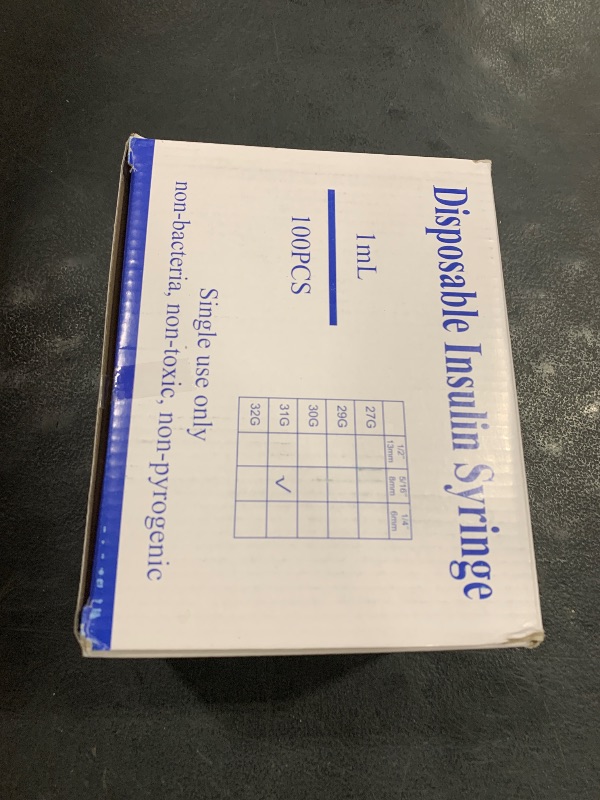 Disposable Insulin Syringe
1mL
100PCS
1/2" 5/16" 1/4"
13mm 8mm 6mm
27G
29G
30G
31G ✓
32G
Single use only
non-bacteria, non-toxic, non-pyrogenic